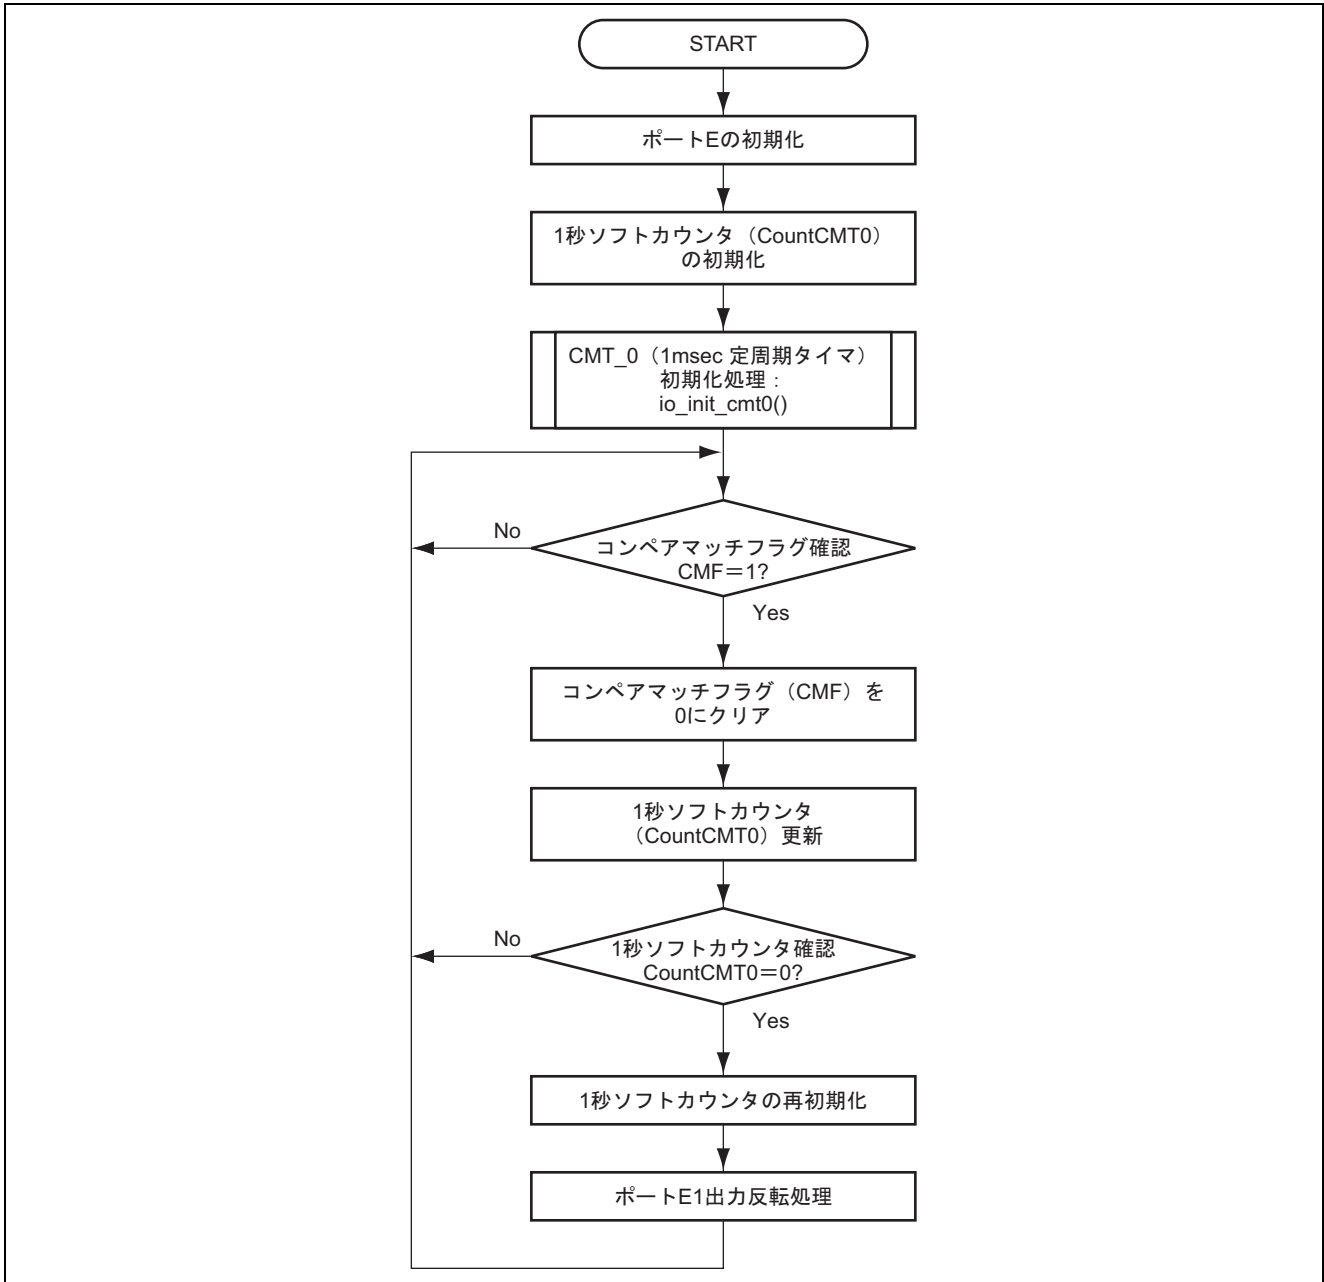 START
ポートEの初期化
1秒ソフトカウンタ（CountCMT0）
の初期化
CMT_0（1msec 定周期タイマ）
初期化処理：
io_init_cmt0()
No
コンペアマッチフラグ確認
CMF＝1?
Yes
コンペアマッチフラグ（CMF）を
0にクリア
1秒ソフトカウンタ
（CountCMT0）更新
No
1秒ソフトカウンタ確認
CountCMT0＝0?
Yes
1秒ソフトカウンタの再初期化
ポートE1出力反転処理